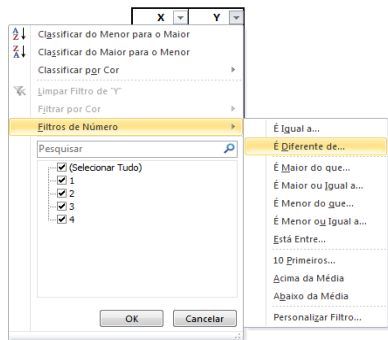 X Y
Classificar do Menor para o Maior
Classificar do Maior para o Menor
Classificar por Cor
Limpar Filtro de "Y"
Filtrar por Cor
Filtros de Número
Pesquisar
(Selecionar Tudo)
1
2
3
4
OK Cancelar
É Igual a...
É Diferente de...
É Maior do que...
É Maior ou Igual a...
É Menor do que...
É Menor ou Igual a...
Está Entre...
10 Primeiros...
Acima da Média
Abaixo da Média
Personalizar Filtro...